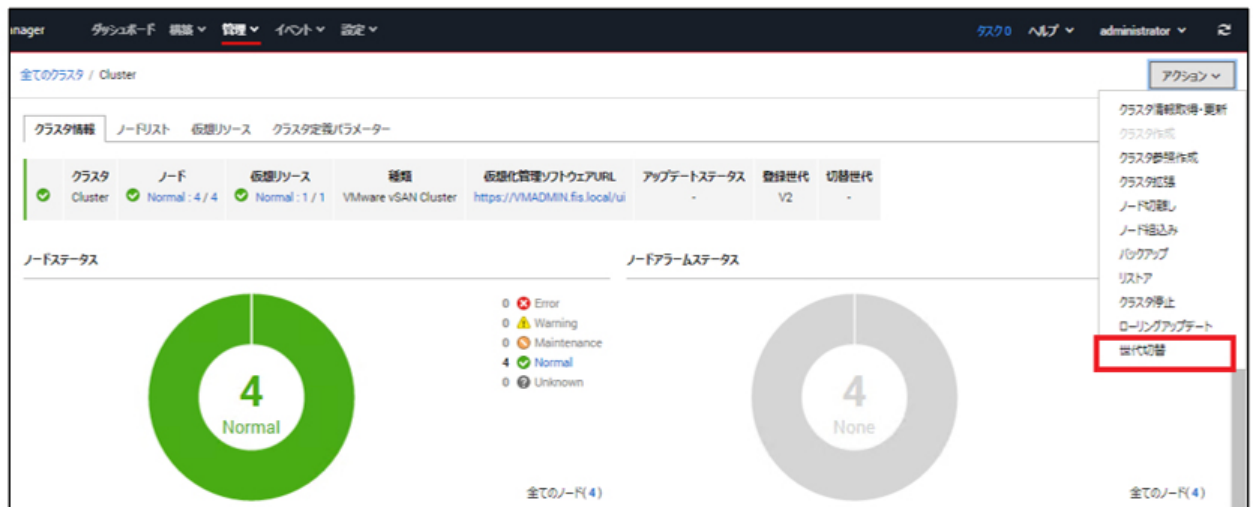 nager ダッシュボード 構築 管理 イベント 設定 タスク 0 ヘルプ administrator
全てのクラスタ / Cluster アクション
クラスタ情報 ノードリスト 仮想リソース クラスタ定義パラメーター
クラスタ ノード 仮想リソース 種類 仮想化管理ソフトウェアURL アップデートステータス 登録世代 切替世代
Cluster Normal : 4 / 4 Normal : 1 / 1 VMware vSAN Cluster https://VMADMIN.fis.local/ui - V2 -
クラスタ情報取得・更新
クラスタ作成
クラスタ参照作成
クラスタ拡張
ノード切離し
ノード組込み
バックアップ
リストア
クラスタ停止
ローリングアップデート
世代切替
ノードステータス
4
Normal
0 Error
0 Warning
0 Maintenance
4 Normal
0 Unknown
全てのノード(4)
ノードアラームステータス
4
None
全てのノード(4)